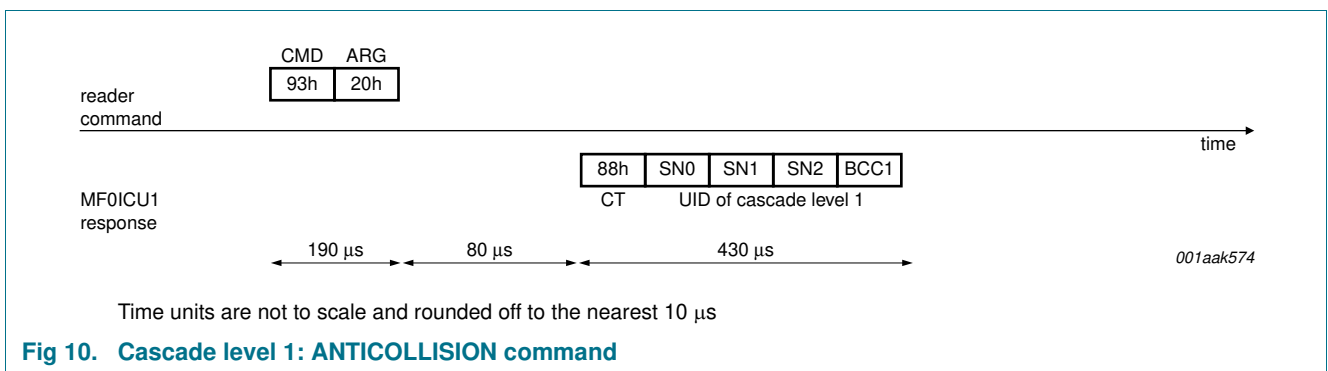 CMD ARG
93h 20h
reader
command
time
88h SN0 SN1 SN2 BCC1
MF0ICU1
response
CT UID of cascade level 1
190 μs 80 μs 430 μs
001aak574
Time units are not to scale and rounded off to the nearest 10 μs
Fig 10. Cascade level 1: ANTICOLLISION command